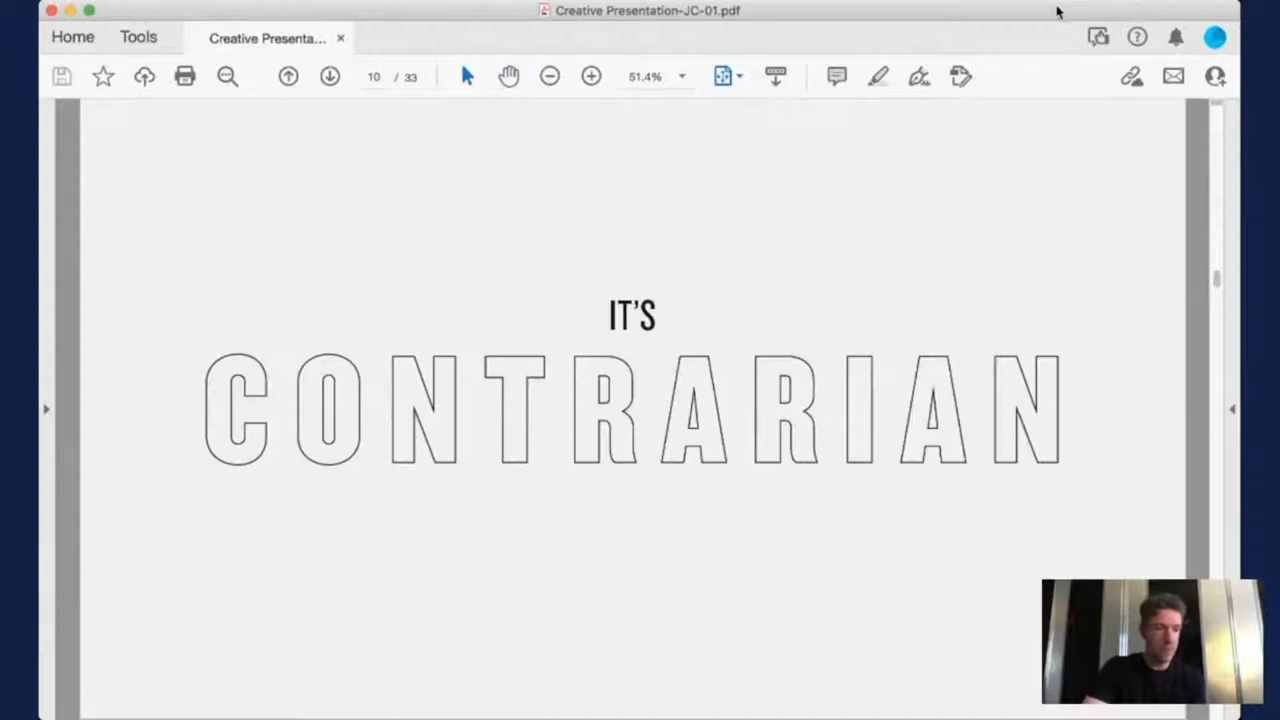 Creative Presentation-JC-01.pdf
Home
Tools
Creative Presenta...
10 / 33
51.4%
IT'S
CONTRARIAN